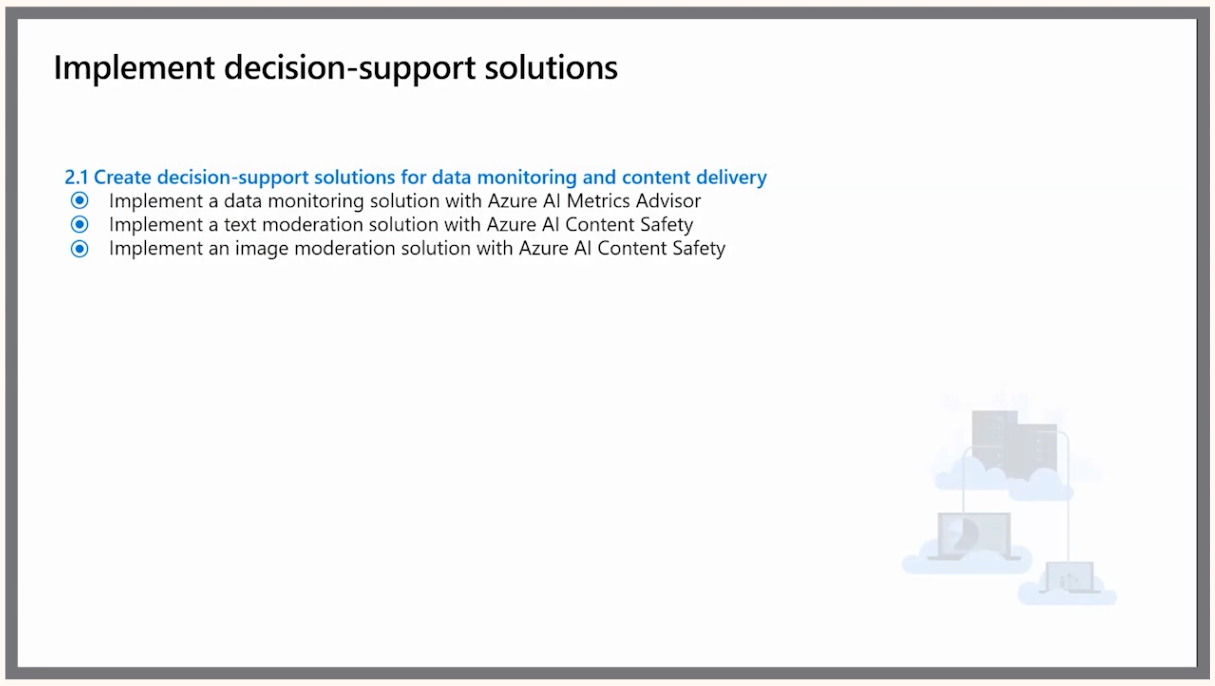 Implement decision-support solutions
2.1 Create decision-support solutions for data monitoring and content delivery
Implement a data monitoring solution with Azure AI Metrics Advisor
Implement a text moderation solution with Azure AI Content Safety
Implement an image moderation solution with Azure AI Content Safety